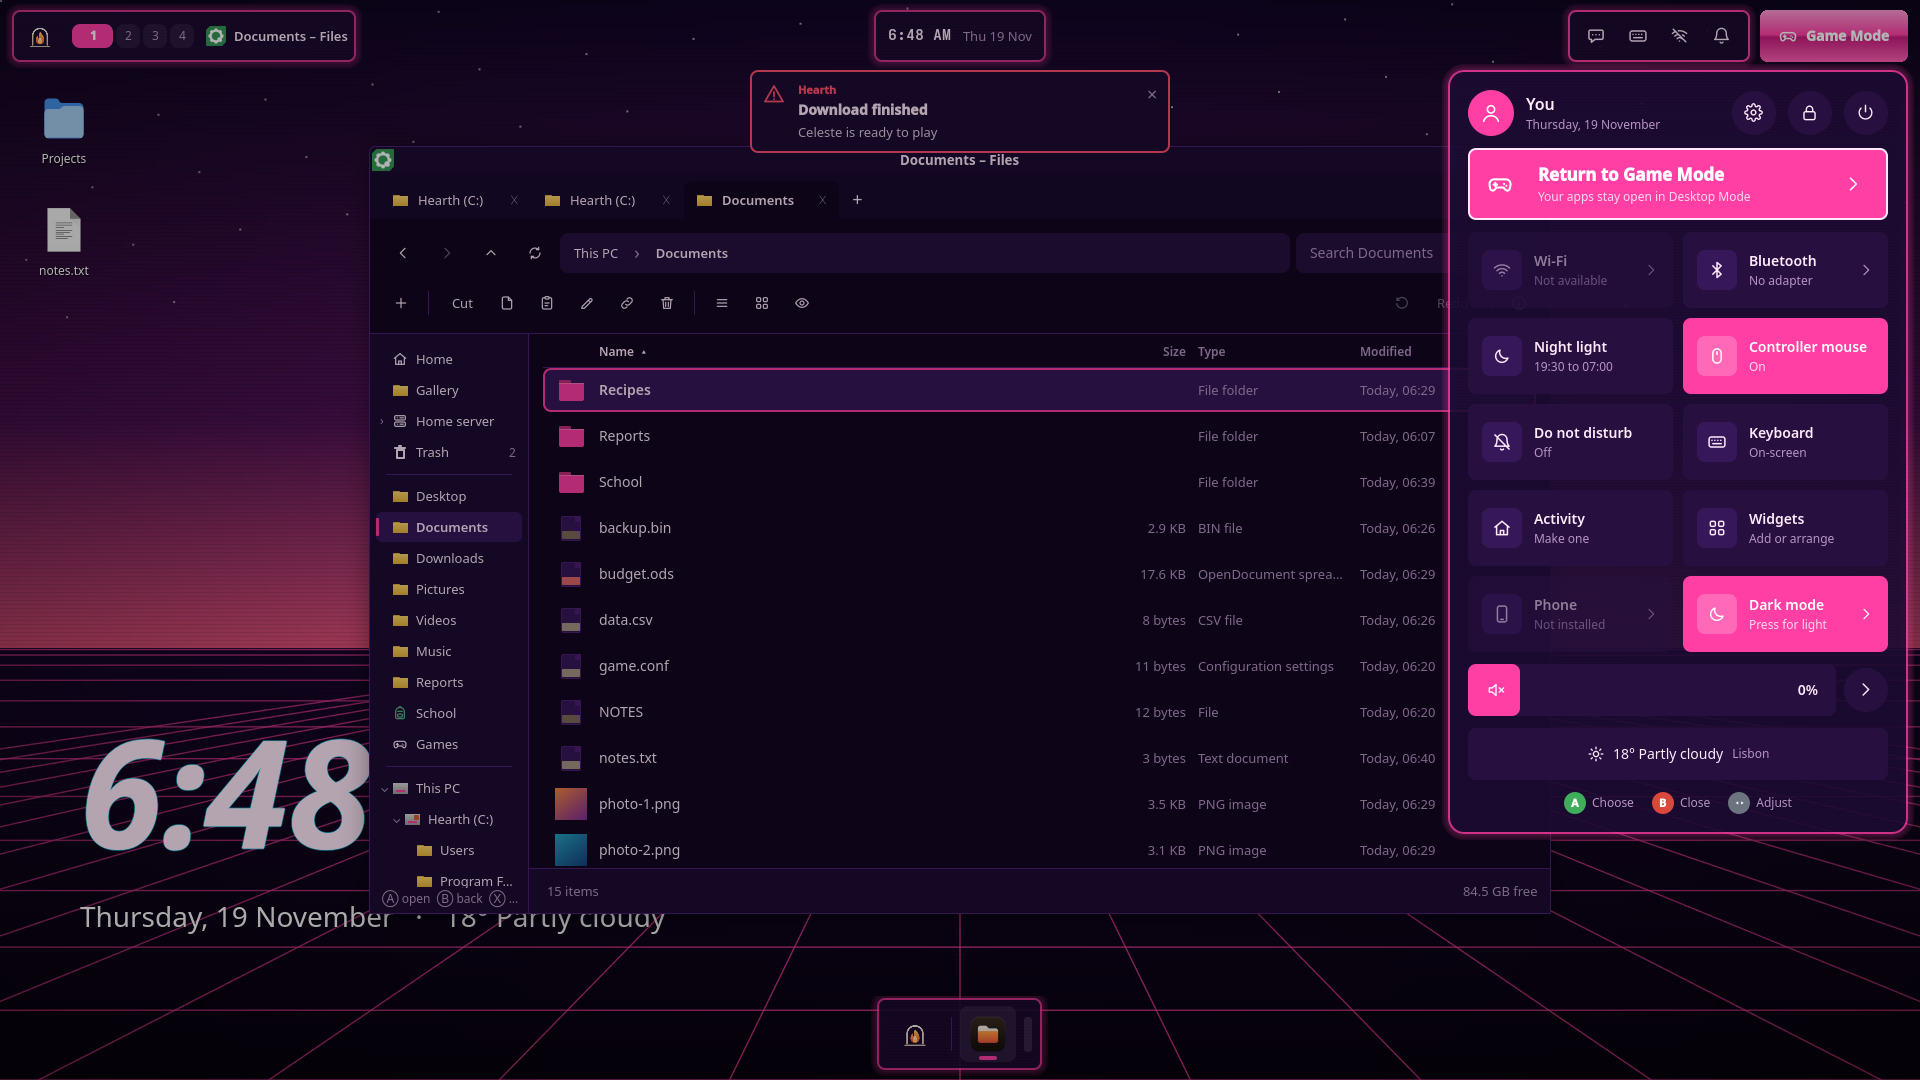 1 2 3 4 Documents – Files
6:48 AM Thu 19 Nov
Game Mode
Hearth
Download finished
Celeste is ready to play
Projects
notes.txt
6:48
Thursday, 19 November · 18° Partly cloudy
Documents – Files
Hearth (C:) X Hearth (C:) X Documents X +
This PC › Documents
Search Documents
Cut
Home
Gallery
Home server
Trash 2
Desktop
Documents
Downloads
Pictures
Videos
Music
Reports
School
Games
This PC
Hearth (C:)
Users
Program F...
A open B back X ...
Name Size Type Modified
Recipes File folder Today, 06:29
Reports File folder Today, 06:07
School File folder Today, 06:39
backup.bin 2.9 KB BIN file Today, 06:26
budget.ods 17.6 KB OpenDocument sprea... Today, 06:29
data.csv 8 bytes CSV file Today, 06:26
game.conf 11 bytes Configuration settings Today, 06:20
NOTES 12 bytes File Today, 06:20
notes.txt 3 bytes Text document Today, 06:40
photo-1.png 3.5 KB PNG image Today, 06:29
photo-2.png 3.1 KB PNG image Today, 06:29
15 items 84.5 GB free
You
Thursday, 19 November
Return to Game Mode
Your apps stay open in Desktop Mode
Wi-Fi
Not available
Bluetooth
No adapter
Night light
19:30 to 07:00
Controller mouse
On
Do not disturb
Off
Keyboard
On-screen
Activity
Make one
Widgets
Add or arrange
Phone
Not installed
Dark mode
Press for light
0%
18° Partly cloudy Lisbon
A Choose B Close Adjust